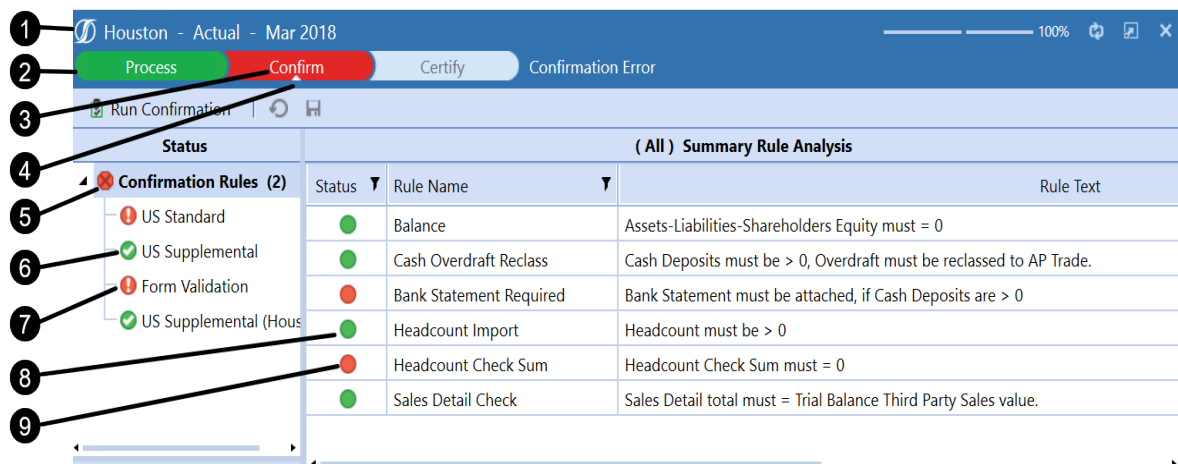 1
Houston - Actual - Mar 2018
100%
2
Process
Confirm
Certify
Confirmation Error
3
Run Confirmation
4
Status
( All ) Summary Rule Analysis
5
Confirmation Rules (2)
Status
Rule Name
Rule Text
US Standard
Balance
Assets-Liabilities-Shareholders Equity must = 0
6
US Supplemental
Cash Overdraft Reclass
Cash Deposits must be > 0, Overdraft must be reclassed to AP Trade.
7
Form Validation
Bank Statement Required
Bank Statement must be attached, if Cash Deposits are > 0
US Supplemental (Hous
8
Headcount Import
Headcount must be > 0
Headcount Check Sum
Headcount Check Sum must = 0
9
Sales Detail Check
Sales Detail total must = Trial Balance Third Party Sales value.